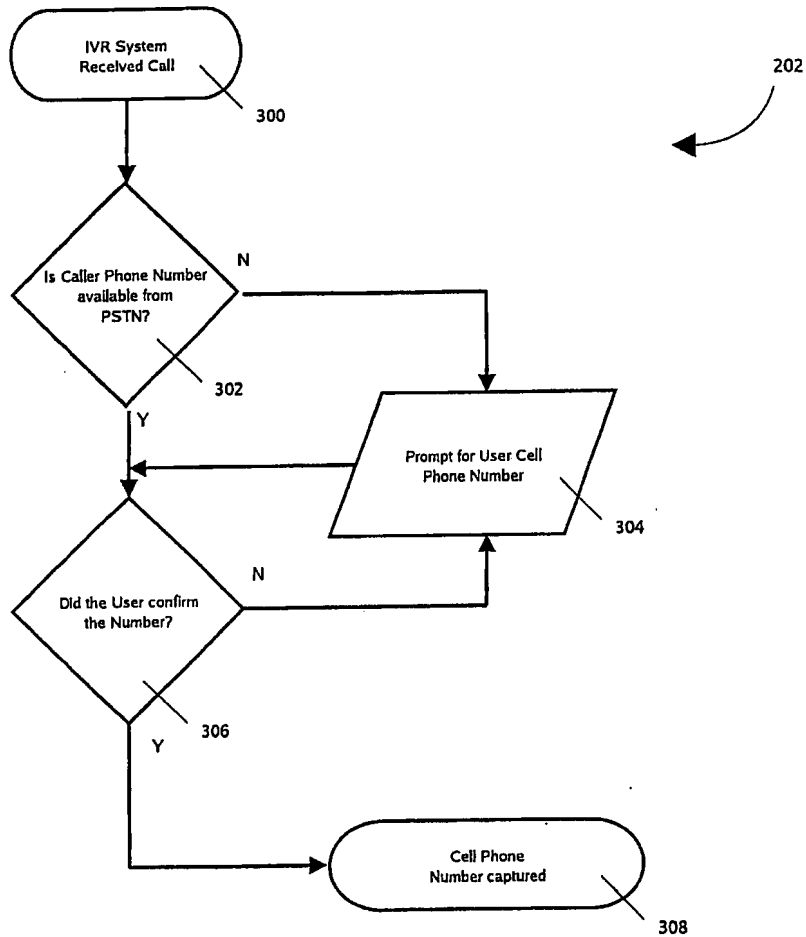 IVR System
Received Call
300
202
Is Caller Phone Number
available from
PSTN?
N
302
Y
Prompt for User Cell
Phone Number
304
Did the User confirm
the Number?
N
306
Y
Cell Phone
Number captured
308